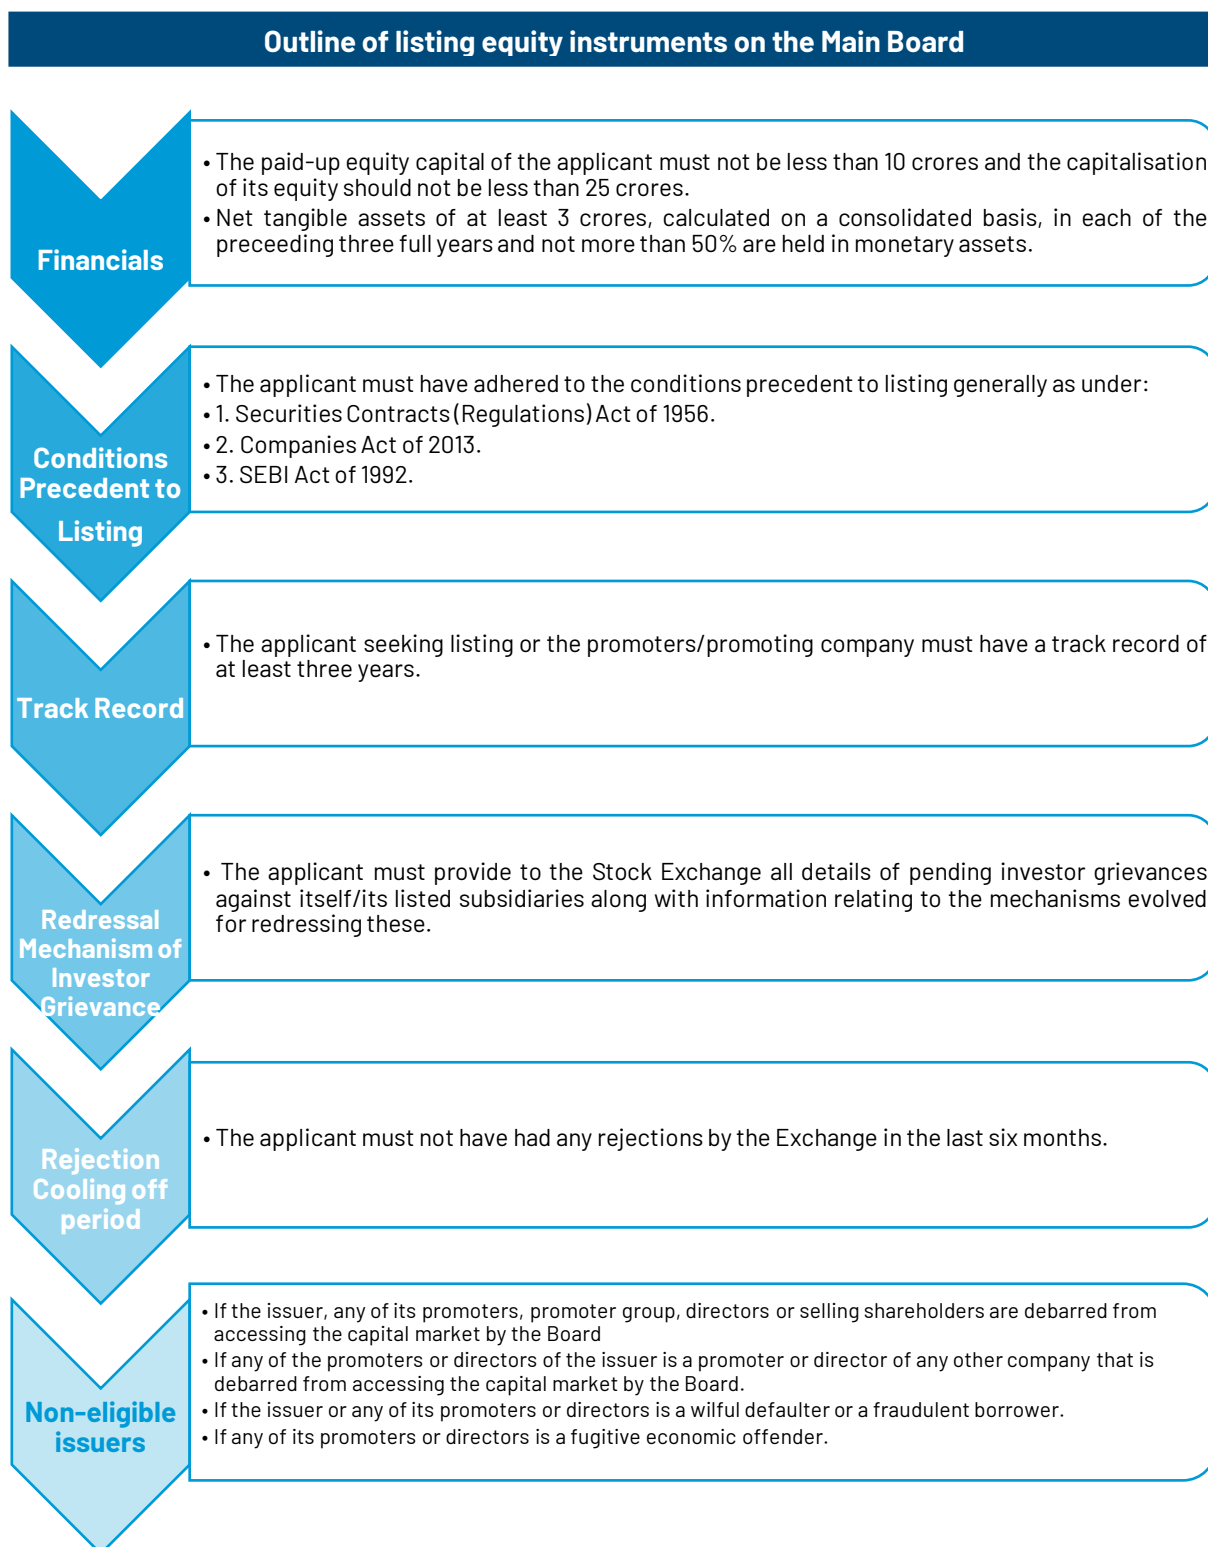 Outline of listing equity instruments on the Main Board
Financials
• The paid-up equity capital of the applicant must not be less than 10 crores and the capitalisation
of its equity should not be less than 25 crores.
• Net tangible assets of at least 3 crores, calculated on a consolidated basis, in each of the
preceeding three full years and not more than 50% are held in monetary assets.
Conditions
Precedent to
Listing
• The applicant must have adhered to the conditions precedent to listing generally as under:
• 1. Securities Contracts (Regulations) Act of 1956.
• 2. Companies Act of 2013.
• 3. SEBI Act of 1992.
Track Record
• The applicant seeking listing or the promoters/promoting company must have a track record of
at least three years.
Redressal
Mechanism of
Investor
Grievance
• The applicant must provide to the Stock Exchange all details of pending investor grievances
against itself/its listed subsidiaries along with information relating to the mechanisms evolved
for redressing these.
Rejection
Cooling off
period
• The applicant must not have had any rejections by the Exchange in the last six months.
Non-eligible
issuers
• If the issuer, any of its promoters, promoter group, directors or selling shareholders are debarred from
accessing the capital market by the Board
• If any of the promoters or directors of the issuer is a promoter or director of any other company that is
debarred from accessing the capital market by the Board.
• If the issuer or any of its promoters or directors is a wilful defaulter or a fraudulent borrower.
• If any of its promoters or directors is a fugitive economic offender.